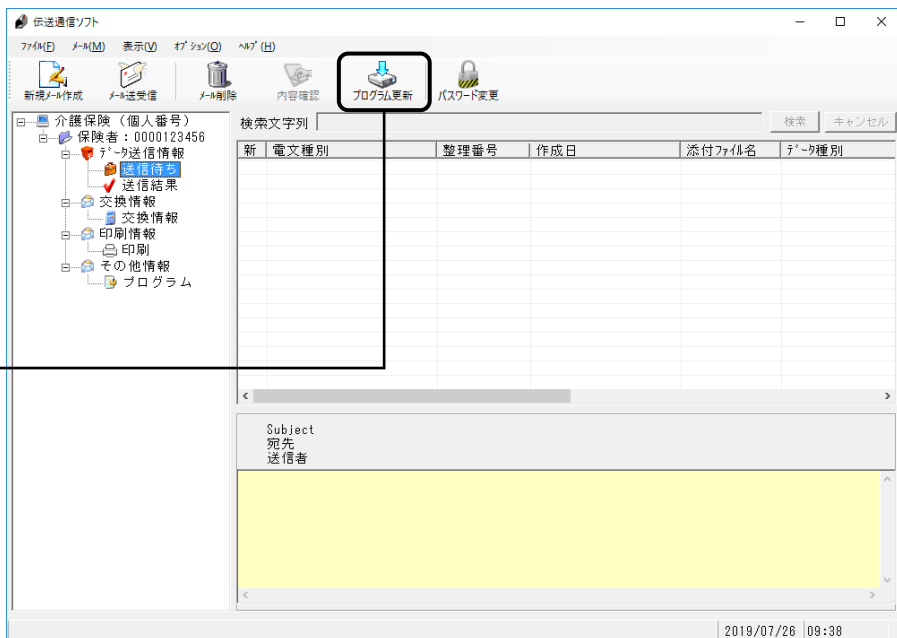 伝送通信ソフト
ファイル(F) メール(M) 表示(V) オプション(O) ヘルプ(H)
新規メール作成 メール送受信 メール削除 内容確認 プログラム更新 パスワード変更
介護保険（個人番号）
保険者：0000123456
データ送信情報
送信待ち
送信結果
交換情報
交換情報
印刷情報
印刷
その他情報
プログラム
検索文字列 検索 キャンセル
新 電文種別 整理番号 作成日 添付ファイル名 データ種別
Subject
宛先
送信者
2019/07/26 09:38